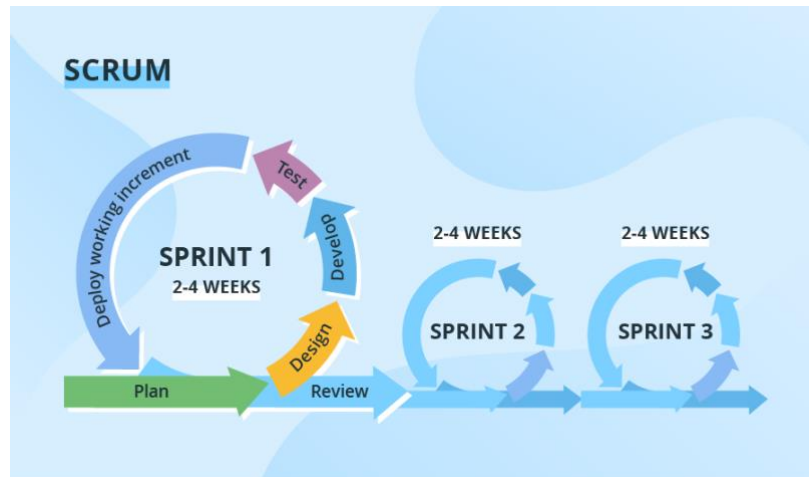 SCRUM
Deploy working increment
Test
Develop
SPRINT 1
2-4 WEEKS
Design
Plan
Review
2-4 WEEKS
SPRINT 2
2-4 WEEKS
SPRINT 3